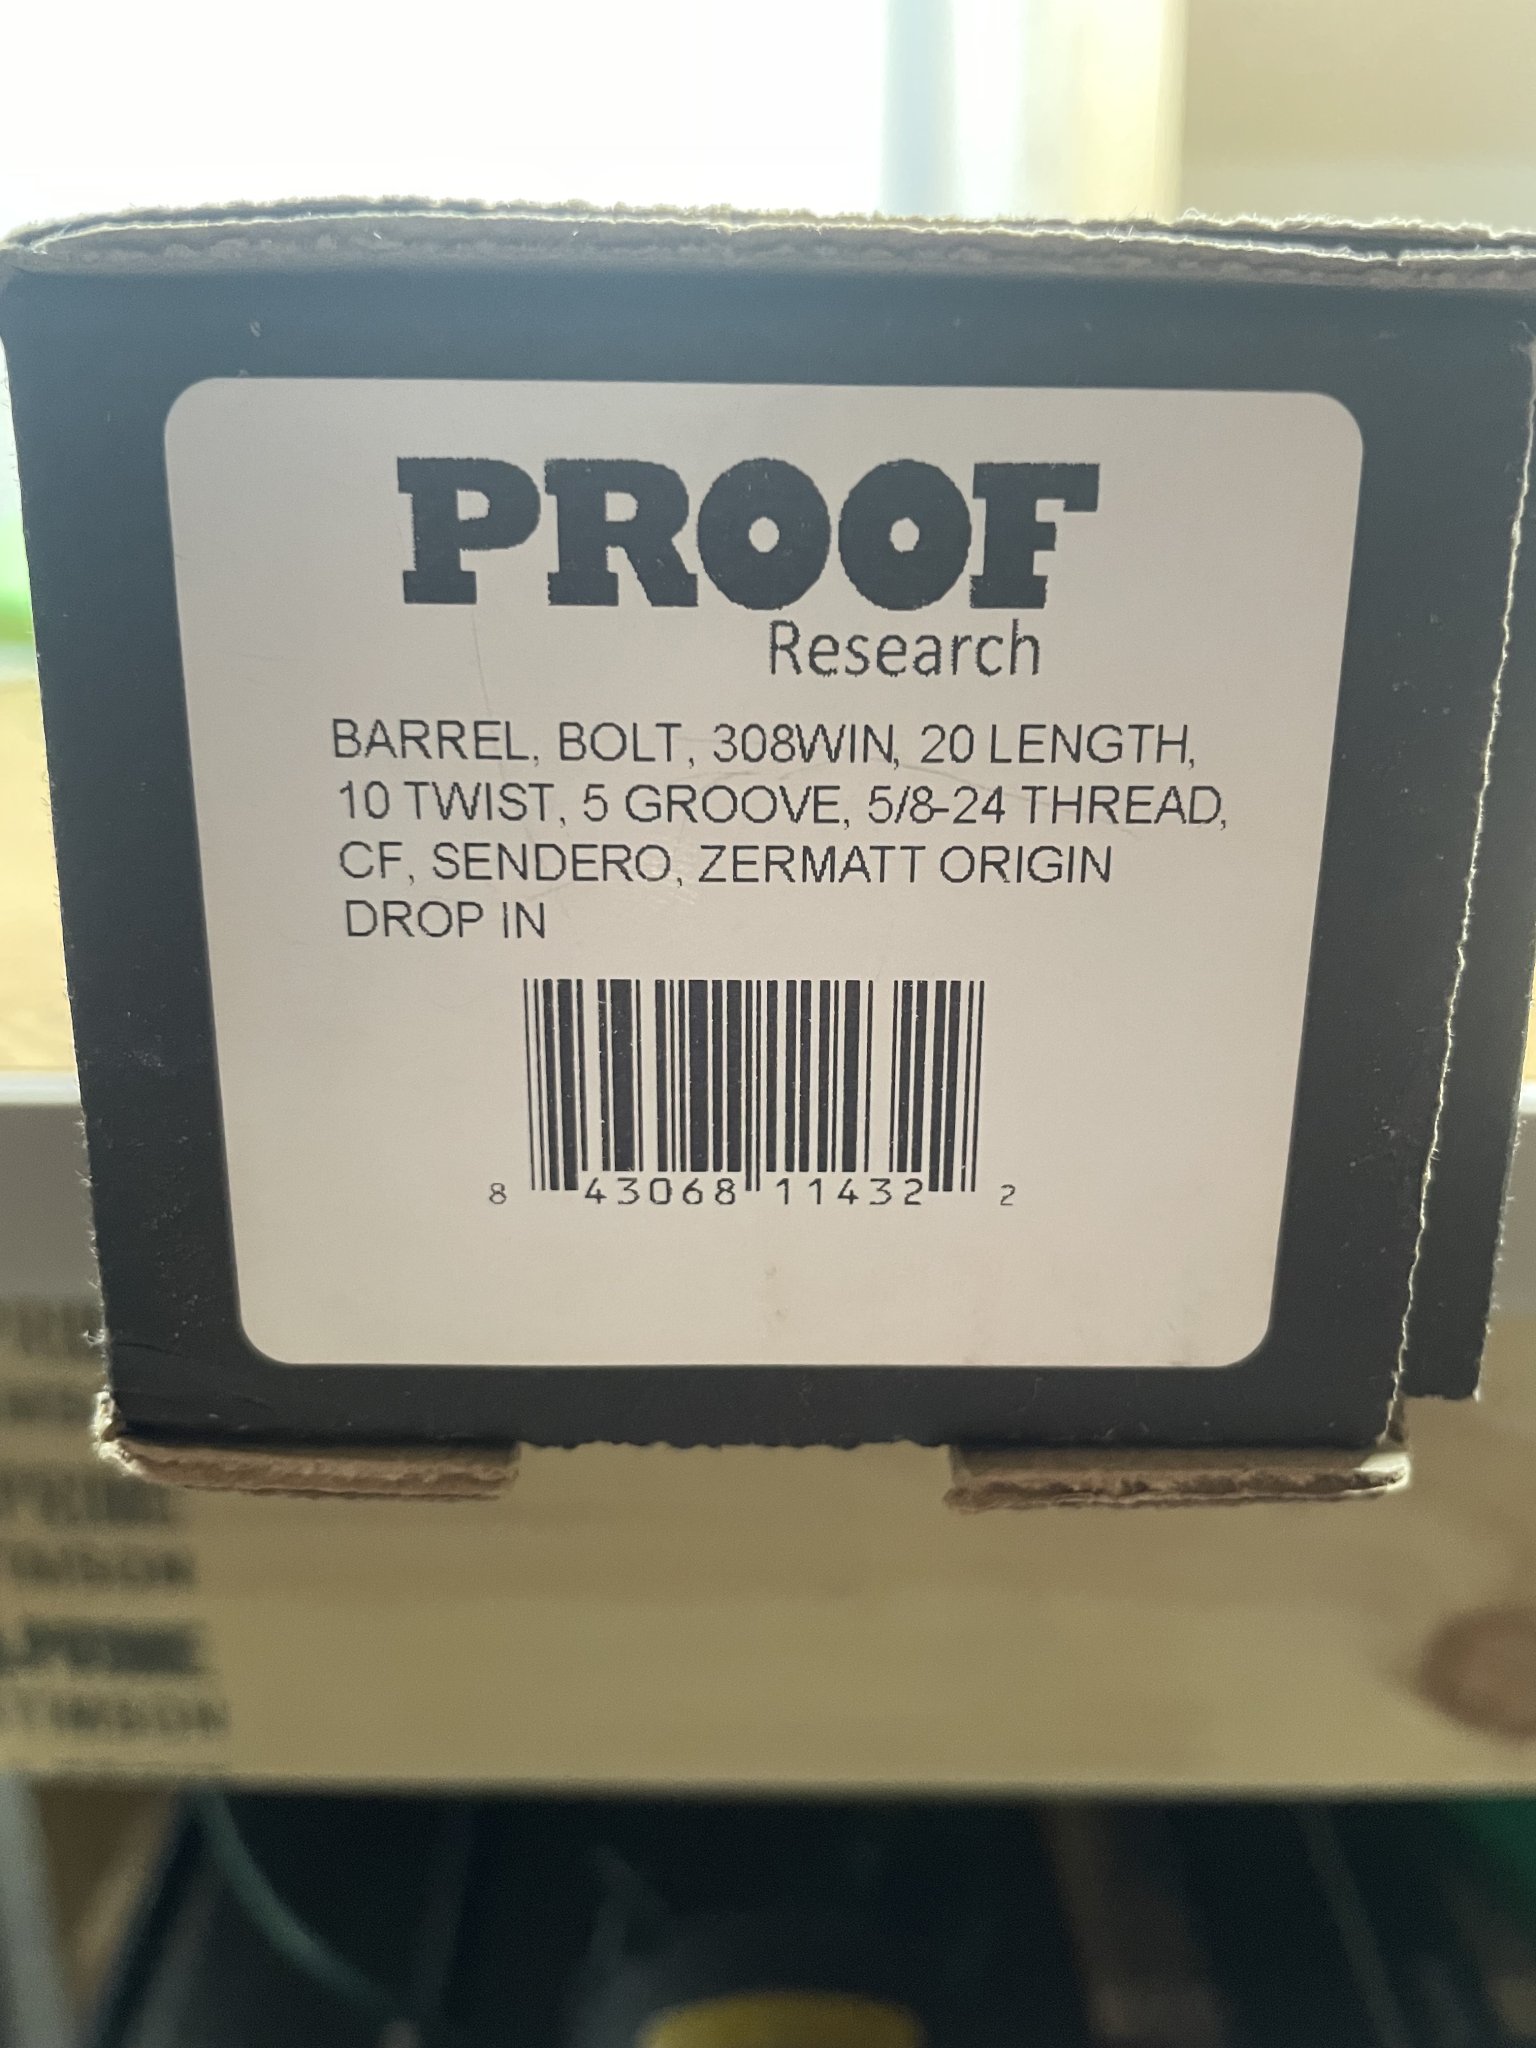 PROOF
Research
BARREL, BOLT, 308WIN, 20 LENGTH,
10 TWIST, 5 GROOVE, 5/8-24 THREAD,
CF, SENDERO, ZERMATT ORIGIN
DROP IN
8 43068 11432 2